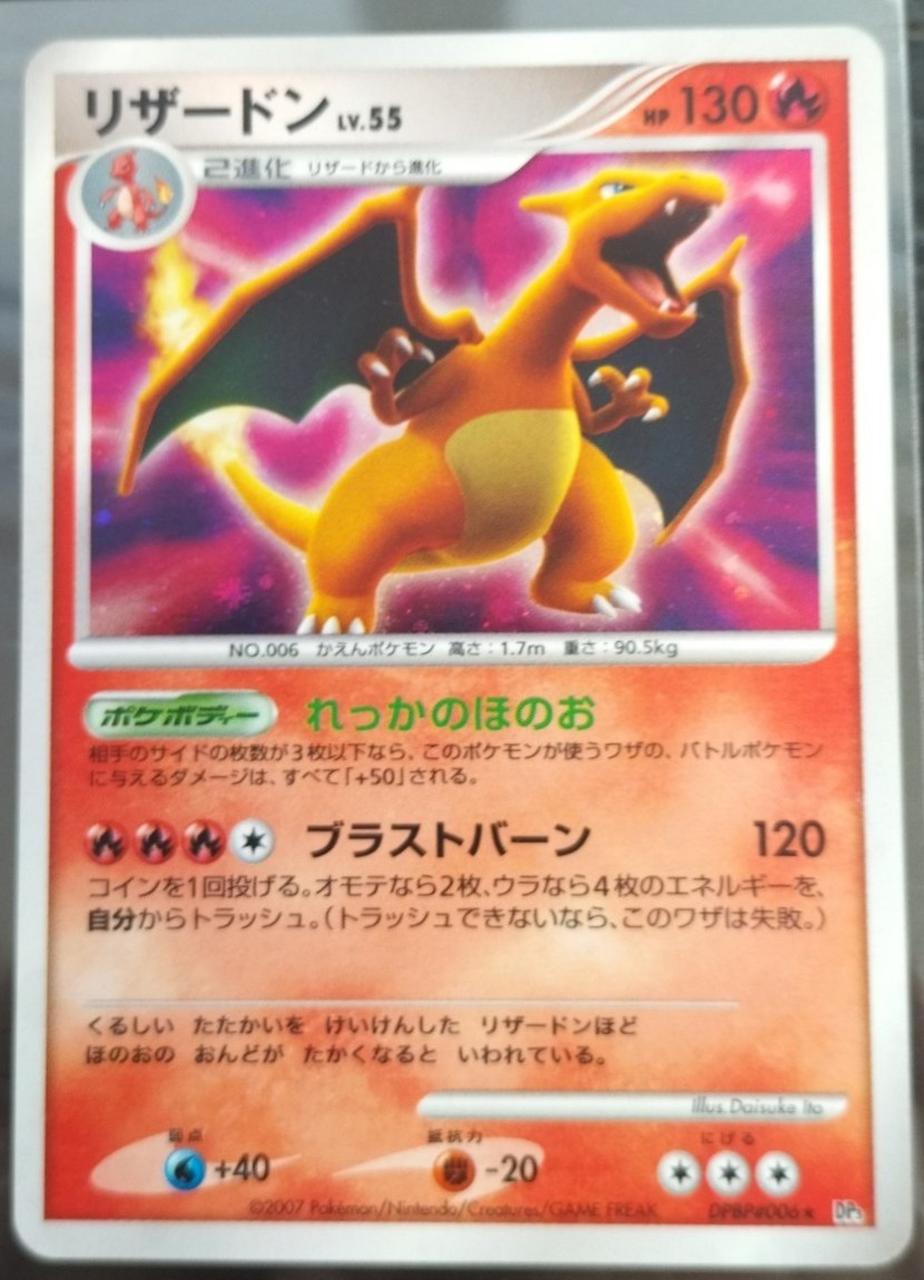 リザードン LV.55 HP 130
2進化 リザードから進化
NO.006 かえんポケモン 高さ：1.7m 重さ：90.5kg
ポケボディー れっかのほのお
相手のサイドの枚数が3枚以下なら、このポケモンが使うワザの、バトルポケモン
に与えるダメージは、すべて「+50」される。
ブラストバーン 120
コインを1回投げる。オモテなら2枚、ウラなら4枚のエネルギーを、
自分からトラッシュ。（トラッシュできないなら、このワザは失敗。）
くるしい たたかいを けいけんした リザードンほど
ほのおの おんどが たかくなると いわれている。
Illus. Daisuke Ito
弱点 抵抗力 にげる
+40 -20
©2007 Pokémon/Nintendo/Creatures/GAME FREAK DPBP#006 ★ DP3